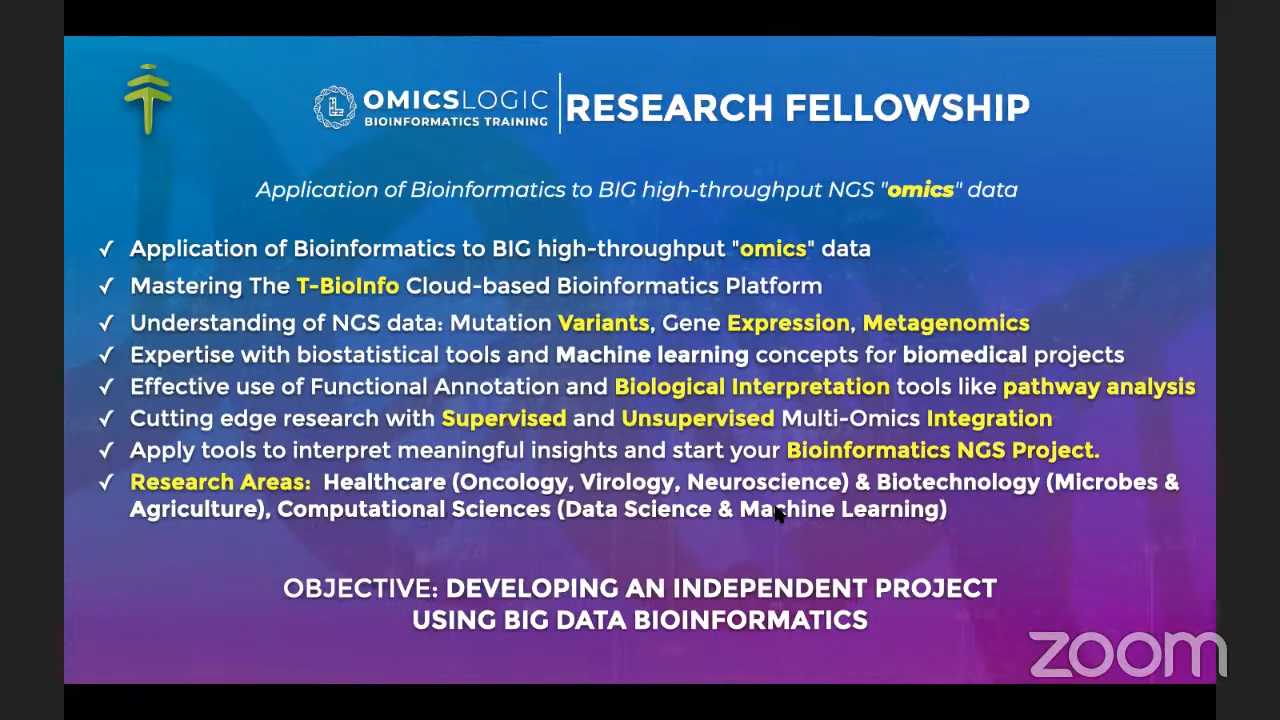 OMICSLOGIC
BIOINFORMATICS TRAINING
RESEARCH FELLOWSHIP
Application of Bioinformatics to BIG high-throughput NGS "omics" data
✓ Application of Bioinformatics to BIG high-throughput "omics" data
✓ Mastering The T-BioInfo Cloud-based Bioinformatics Platform
✓ Understanding of NGS data: Mutation Variants, Gene Expression, Metagenomics
✓ Expertise with biostatistical tools and Machine learning concepts for biomedical projects
✓ Effective use of Functional Annotation and Biological Interpretation tools like pathway analysis
✓ Cutting edge research with Supervised and Unsupervised Multi-Omics Integration
✓ Apply tools to interpret meaningful insights and start your Bioinformatics NGS Project.
✓ Research Areas: Healthcare (Oncology, Virology, Neuroscience) & Biotechnology (Microbes &
Agriculture), Computational Sciences (Data Science & Machine Learning)
OBJECTIVE: DEVELOPING AN INDEPENDENT PROJECT
USING BIG DATA BIOINFORMATICS
zoom